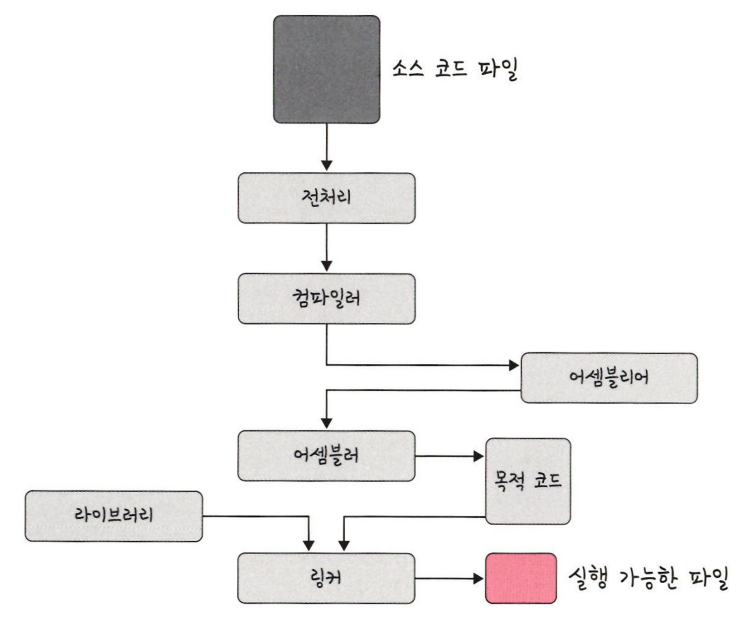 소스 코드 파일
전처리
컴파일러
어셈블리어
어셈블러
목적 코드
라이브러리
링커
실행 가능한 파일